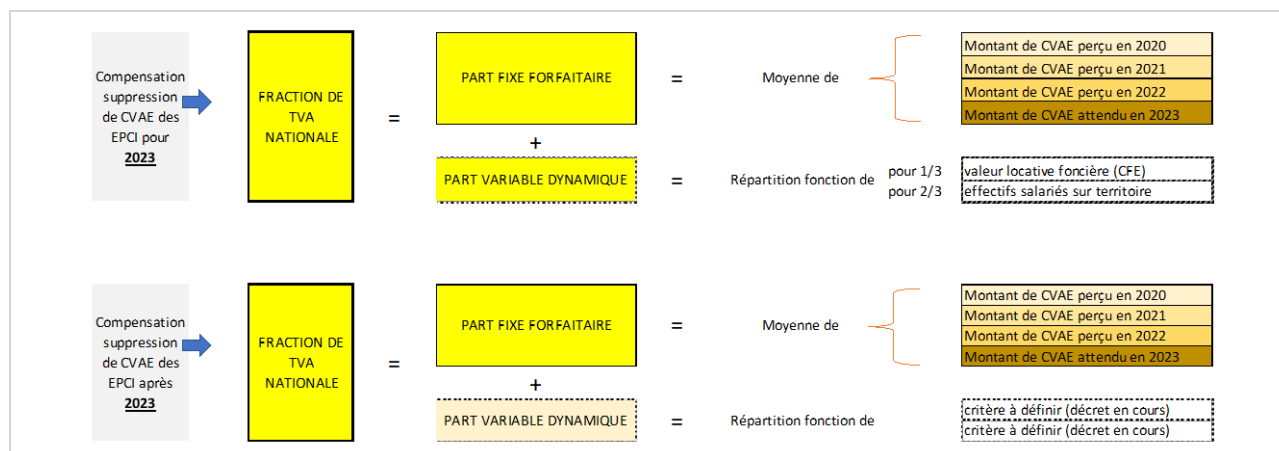 Compensation
suppression
de CVAE des
EPCI pour
2023
FRACTION DE
TVA
NATIONALE
=
PART FIXE FORFAITAIRE
=
Moyenne de
Montant de CVAE perçu en 2020
Montant de CVAE perçu en 2021
Montant de CVAE perçu en 2022
Montant de CVAE attendu en 2023
+
PART VARIABLE DYNAMIQUE
=
Répartition fonction de
pour 1/3
valeur locative foncière (CFE)
pour 2/3
effectifs salariés sur territoire
Compensation
suppression
de CVAE des
EPCI après
2023
FRACTION DE
TVA
NATIONALE
=
PART FIXE FORFAITAIRE
=
Moyenne de
Montant de CVAE perçu en 2020
Montant de CVAE perçu en 2021
Montant de CVAE perçu en 2022
Montant de CVAE attendu en 2023
+
PART VARIABLE DYNAMIQUE
=
Répartition fonction de
critère à définir (décret en cours)
critère à définir (décret en cours)